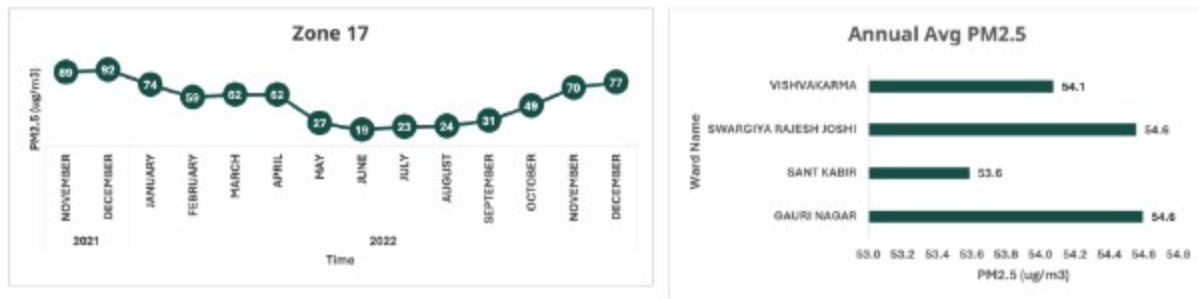 Zone 17
PM2.5 (ug/m3)
89 92 74 59 62 62 27 19 23 24 31 49 70 77
NOVEMBER DECEMBER JANUARY FEBRUARY MARCH APRIL MAY JUNE JULY AUGUST SEPTEMBER OCTOBER NOVEMBER DECEMBER
2021 2022
Time
Annual Avg PM2.5
Ward Name
VISHVAKARMA 54.1
SWARGIYA RAJESH JOSHI 54.6
SANT KABIR 53.6
GAURI NAGAR 54.6
53.0 53.2 53.4 53.6 53.8 54.0 54.2 54.4 54.6 54.8
PM2.5 (ug/m3)